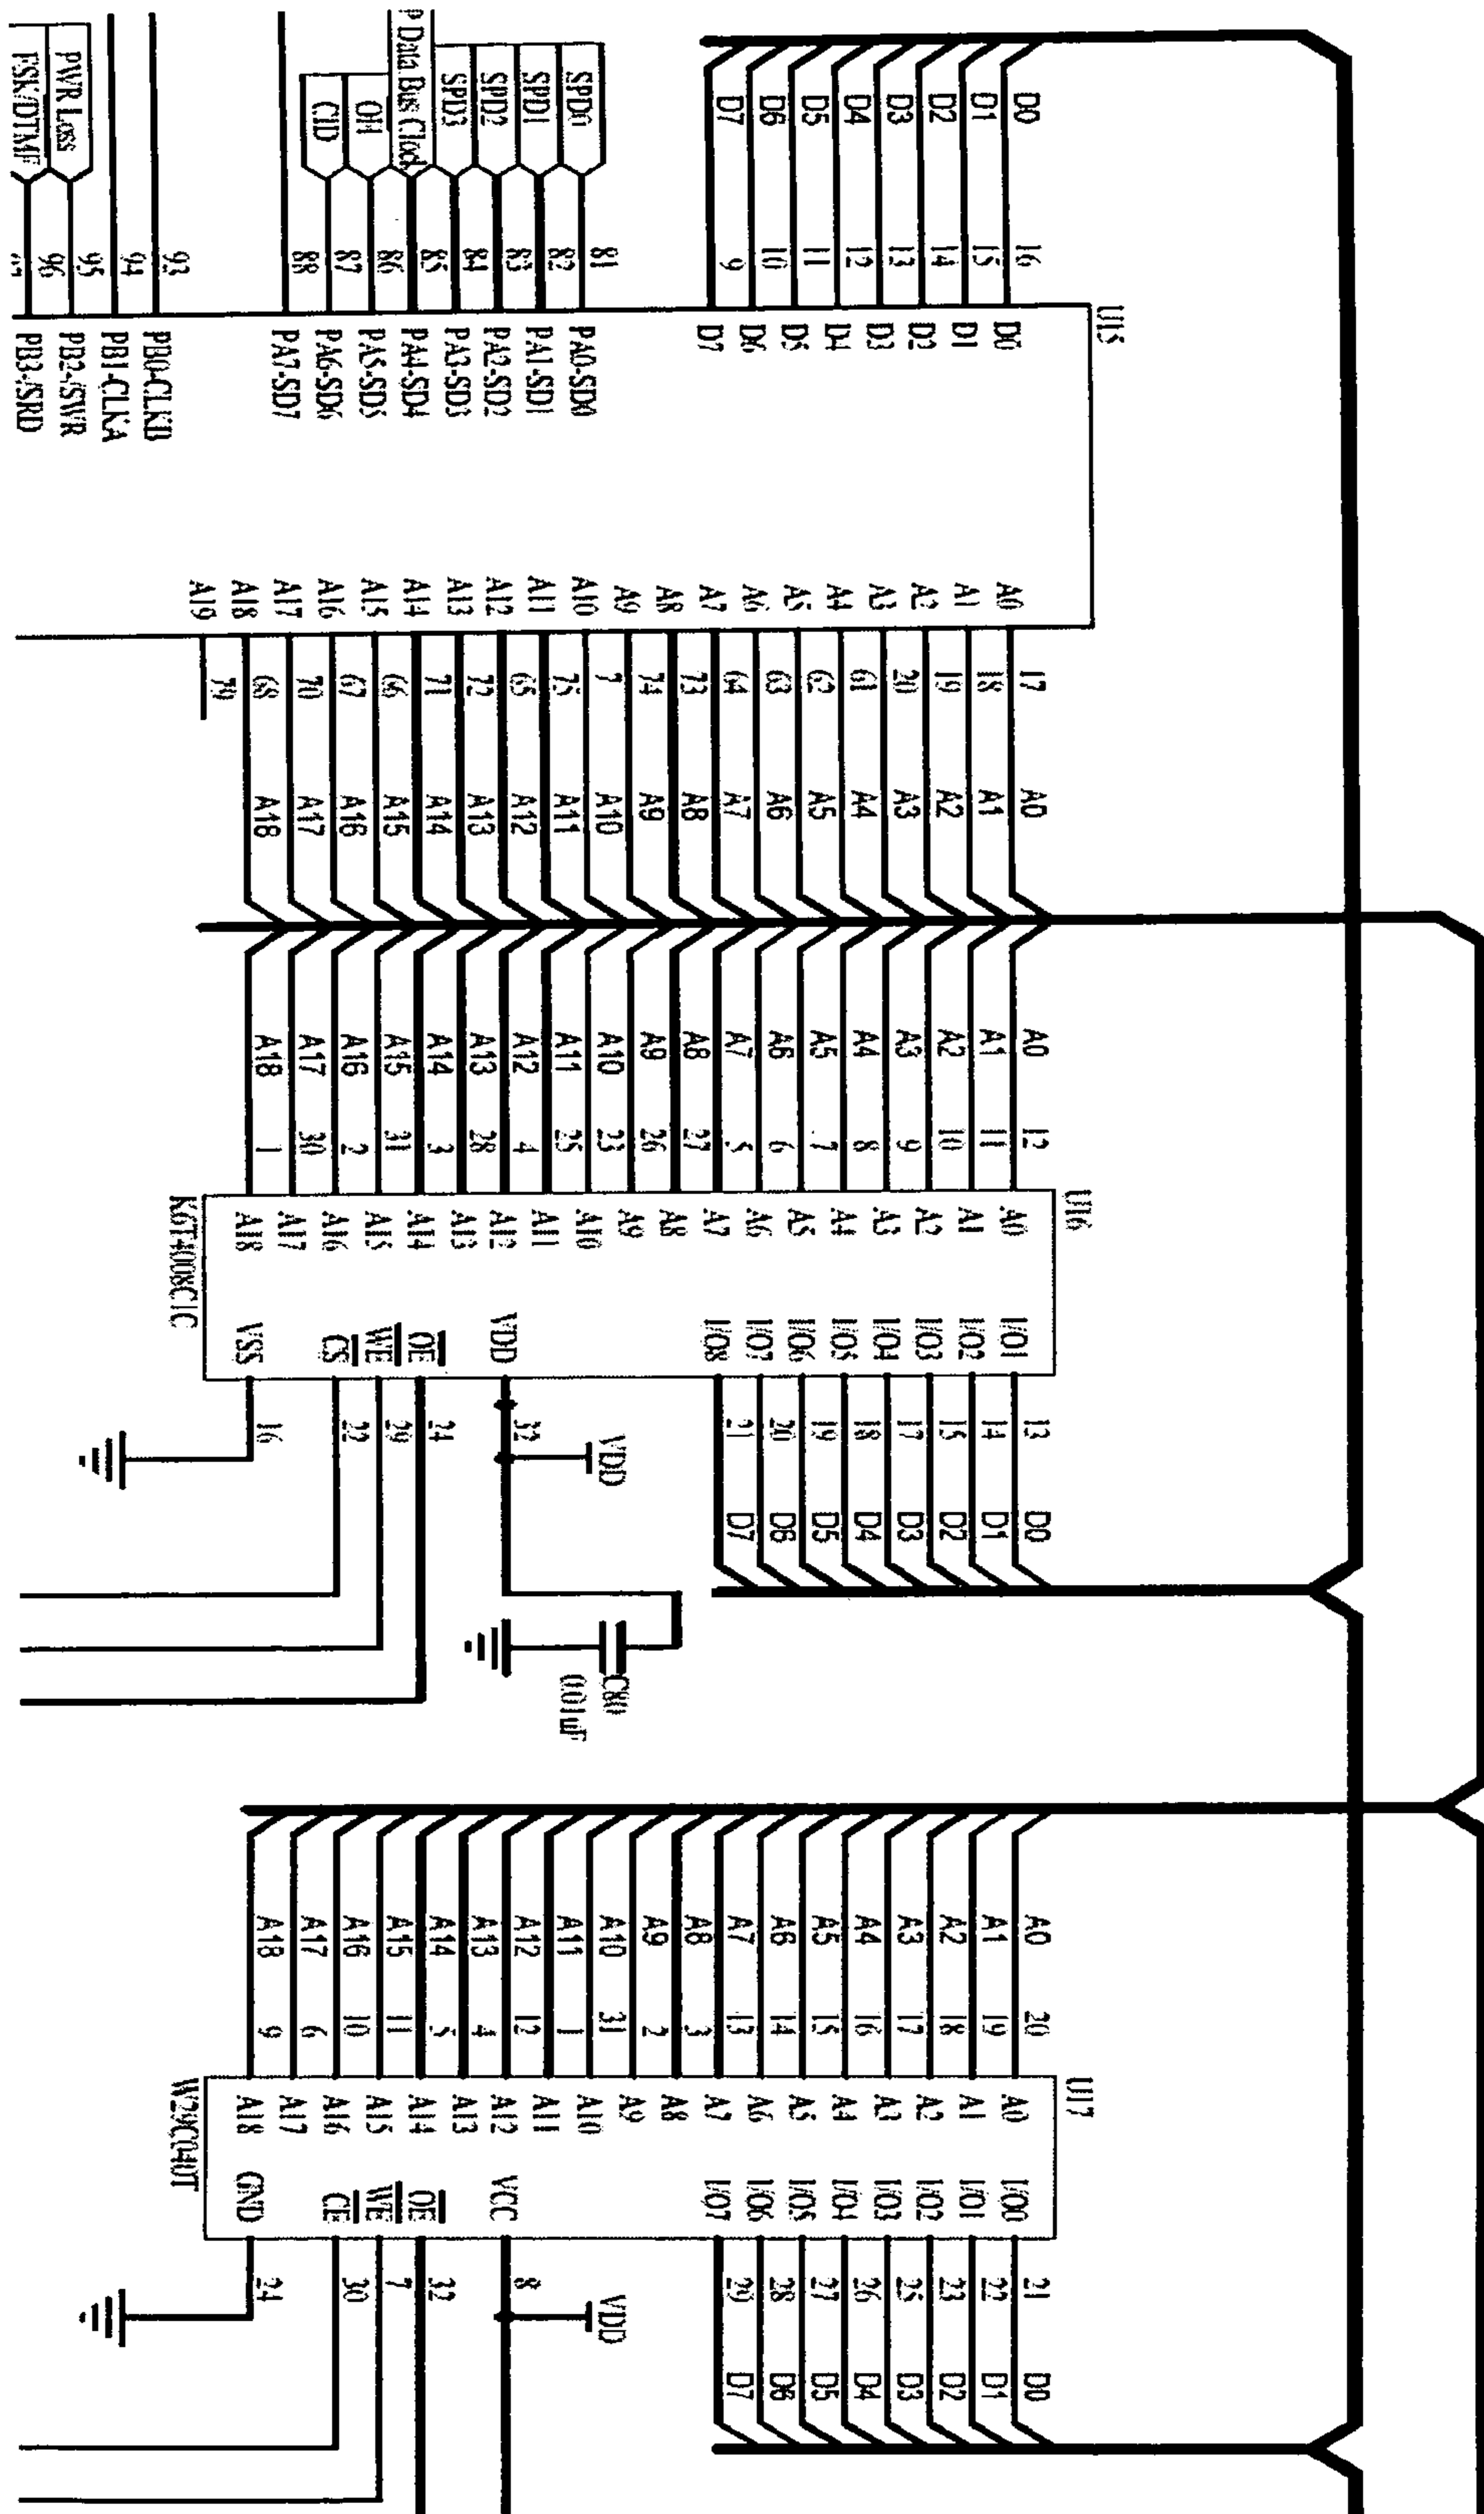 D0 16 D0
D1 15 D1
D2 14 D2
D3 13 D3
D4 12 D4
D5 11 D5
D6 10 D6
D7 9 D7
U15
SPD0 81 PA0-SD0
SPD1 82 PA1-SD1
SPD2 83 PA2-SD2
SPD3 84 PA3-SD3
P Data Bus Clock 85 PA4-SD4
OH 86 PA5-SD5
CID 87 PA6-SD6
88 PA7-SD7
93 PB0-CLKB
94 PB1-CLKA
PWR Loss 95 PB2-/SWR
FSK/DTMF 96 PB3-/SRD
A0 17 A0
A1 18 A1
A2 19 A2
A3 20 A3
A4 61 A4
A5 62 A5
A6 63 A6
A7 64 A7
A8 73 A8
A9 74 A9
A10 7 A10
A11 75 A11
A12 65 A12
A13 72 A13
A14 71 A14
A15 66 A15
A16 67 A16
A17 70 A17
A18 68 A18
A19 79
U16
A0 12 A0
A1 11 A1
A2 10 A2
A3 9 A3
A4 8 A4
A5 7 A5
A6 6 A6
A7 5 A7
A8 27 A8
A9 26 A9
A10 23 A10
A11 25 A11
A12 4 A12
A13 28 A13
A14 3 A14
A15 31 A15
A16 2 A16
A17 30 A17
A18 1 A18
K6T4008C1C
I/O1 13 D0
I/O2 14 D1
I/O3 15 D2
I/O4 17 D3
I/O5 18 D4
I/O6 19 D5
I/O7 20 D6
I/O8 21 D7
VDD 32 VDD
OE 24
WE 29
CS 22
VSS 16
C80
0.01uF
U17
A0 20 A0
A1 19 A1
A2 18 A2
A3 17 A3
A4 16 A4
A5 15 A5
A6 14 A6
A7 13 A7
A8 3 A8
A9 2 A9
A10 31 A10
A11 1 A11
A12 12 A12
A13 4 A13
A14 5 A14
A15 11 A15
A16 10 A16
A17 6 A17
A18 9 A18
W29C040T
I/O0 21 D0
I/O1 22 D1
I/O2 23 D2
I/O3 25 D3
I/O4 26 D4
I/O5 27 D5
I/O6 28 D6
I/O7 29 D7
VCC 8 VDD
OE 32
WE 7
CE 30
GND 24